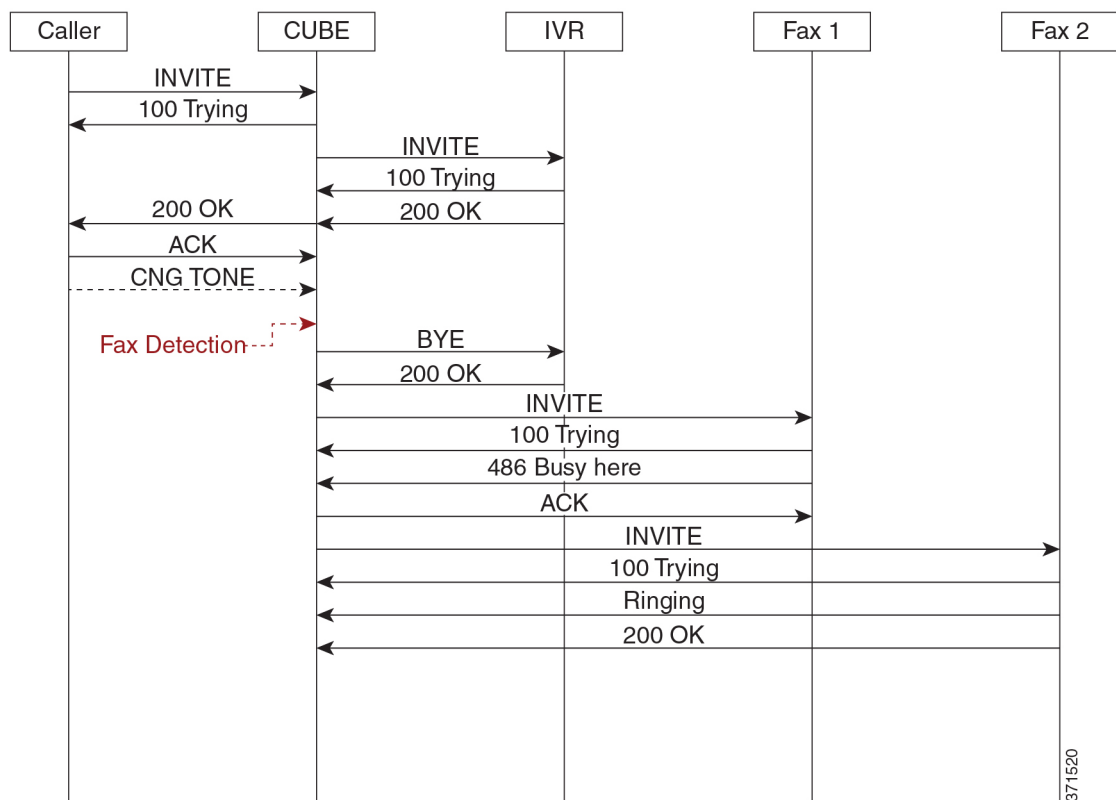 Caller
CUBE
IVR
Fax 1
Fax 2
INVITE
100 Trying
INVITE
100 Trying
200 OK
200 OK
ACK
CNG TONE
Fax Detection
BYE
200 OK
INVITE
100 Trying
486 Busy here
ACK
INVITE
100 Trying
Ringing
200 OK
371520